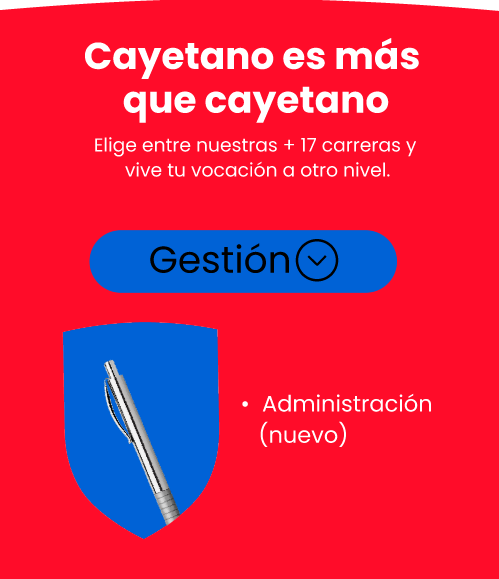 Cayetano es más
que cayetano
Elige entre nuestras + 17 carreras y
vive tu vocación a otro nivel.
Gestión
• Administración
(nuevo)